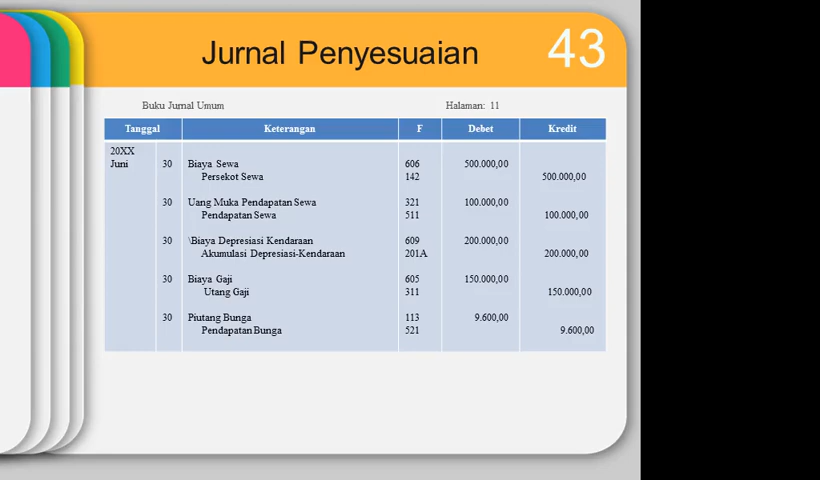 Jurnal Penyesuaian 43
Buku Jurnal Umum Halaman: 11
Tanggal Keterangan F Debet Kredit
20XX
Juni 30 Biaya Sewa 606 500.000,00
Persekot Sewa 142 500.000,00
30 Uang Muka Pendapatan Sewa 321 100.000,00
Pendapatan Sewa 511 100.000,00
30 \Biaya Depresiasi Kendaraan 609 200.000,00
Akumulasi Depresiasi-Kendaraan 201A 200.000,00
30 Biaya Gaji 605 150.000,00
Utang Gaji 311 150.000,00
30 Piutang Bunga 113 9.600,00
Pendapatan Bunga 521 9.600,00